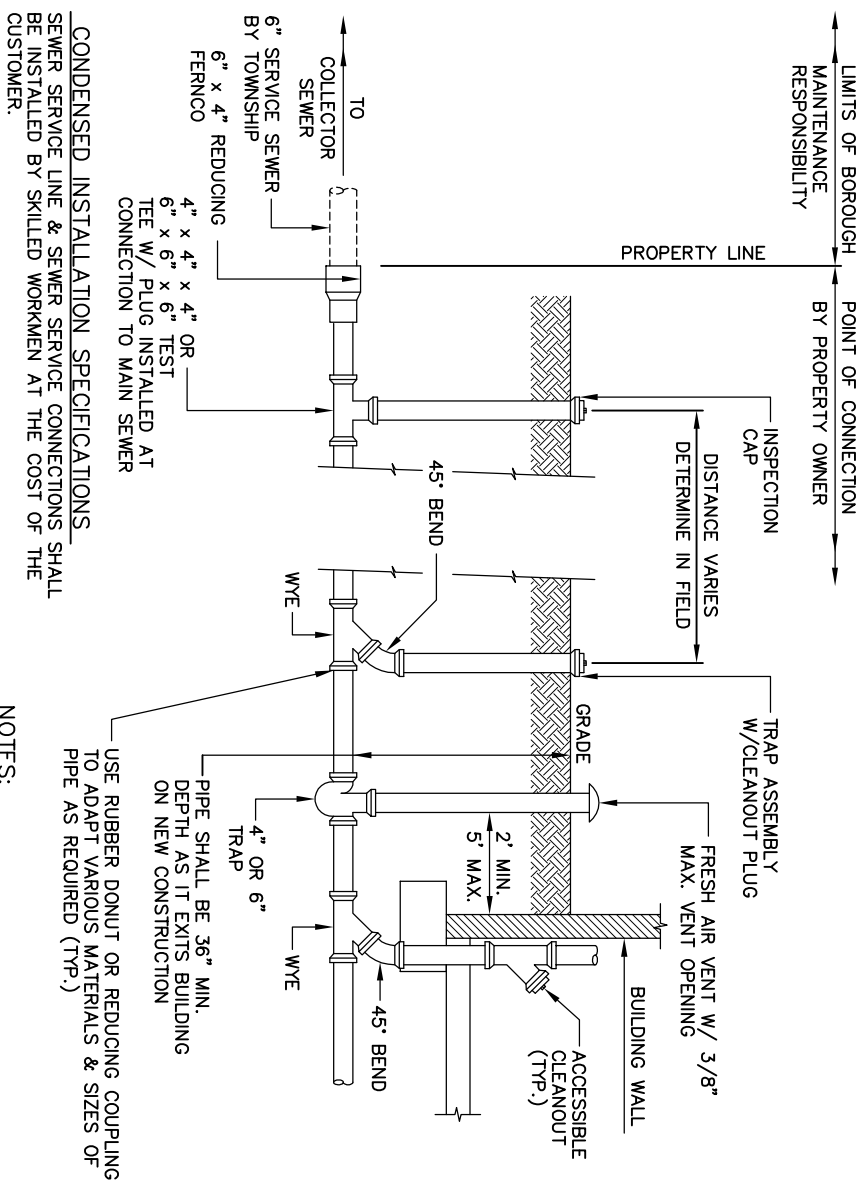 LIMITS OF BOROUGH
MAINTENANCE
RESPONSIBILITY
POINT OF CONNECTION
BY PROPERTY OWNER
PROPERTY LINE
INSPECTION
CAP
DISTANCE VARIES
DETERMINE IN FIELD
TRAP ASSEMBLY
W/CLEANOUT PLUG
FRESH AIR VENT W/ 3/8"
MAX. VENT OPENING
BUILDING WALL
ACCESSIBLE
CLEANOUT
(TYP.)
GRADE
2' MIN.
5' MAX.
45° BEND
45° BEND
TO
COLLECTOR
SEWER
6" SERVICE SEWER
BY TOWNSHIP
6" x 4" REDUCING
FERNCO
4" x 4" x 4" OR
6" x 6" x 6" TEST
TEE W/ PLUG INSTALLED AT
CONNECTION TO MAIN SEWER
WYE
WYE
PIPE SHALL BE 36" MIN.
DEPTH AS IT EXITS BUILDING
ON NEW CONSTRUCTION
4" OR 6"
TRAP
USE RUBBER DONUT OR REDUCING COUPLING
TO ADAPT VARIOUS MATERIALS & SIZES OF
PIPE AS REQUIRED (TYP.)
CONDENSED INSTALLATION SPECIFICATIONS
SEWER SERVICE LINE & SEWER SERVICE CONNECTIONS SHALL
BE INSTALLED BY SKILLED WORKMEN AT THE COST OF THE
CUSTOMER.
NOTES: